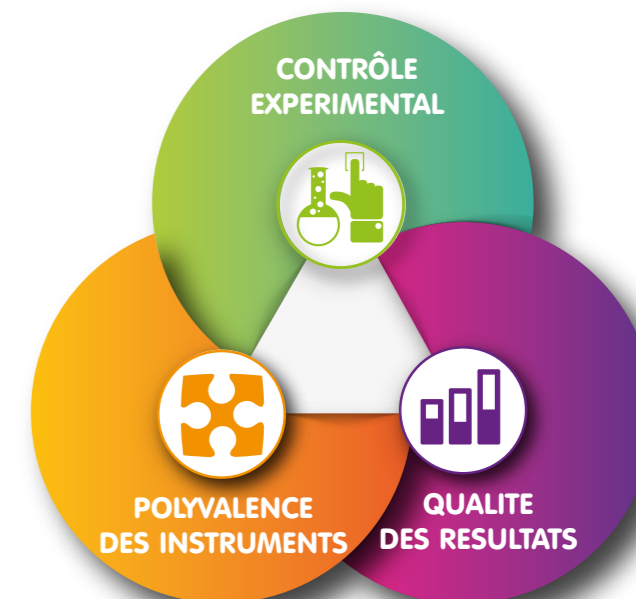 CONTRÔLE
EXPERIMENTAL
POLYVALENCE
DES INSTRUMENTS
QUALITE
DES RESULTATS